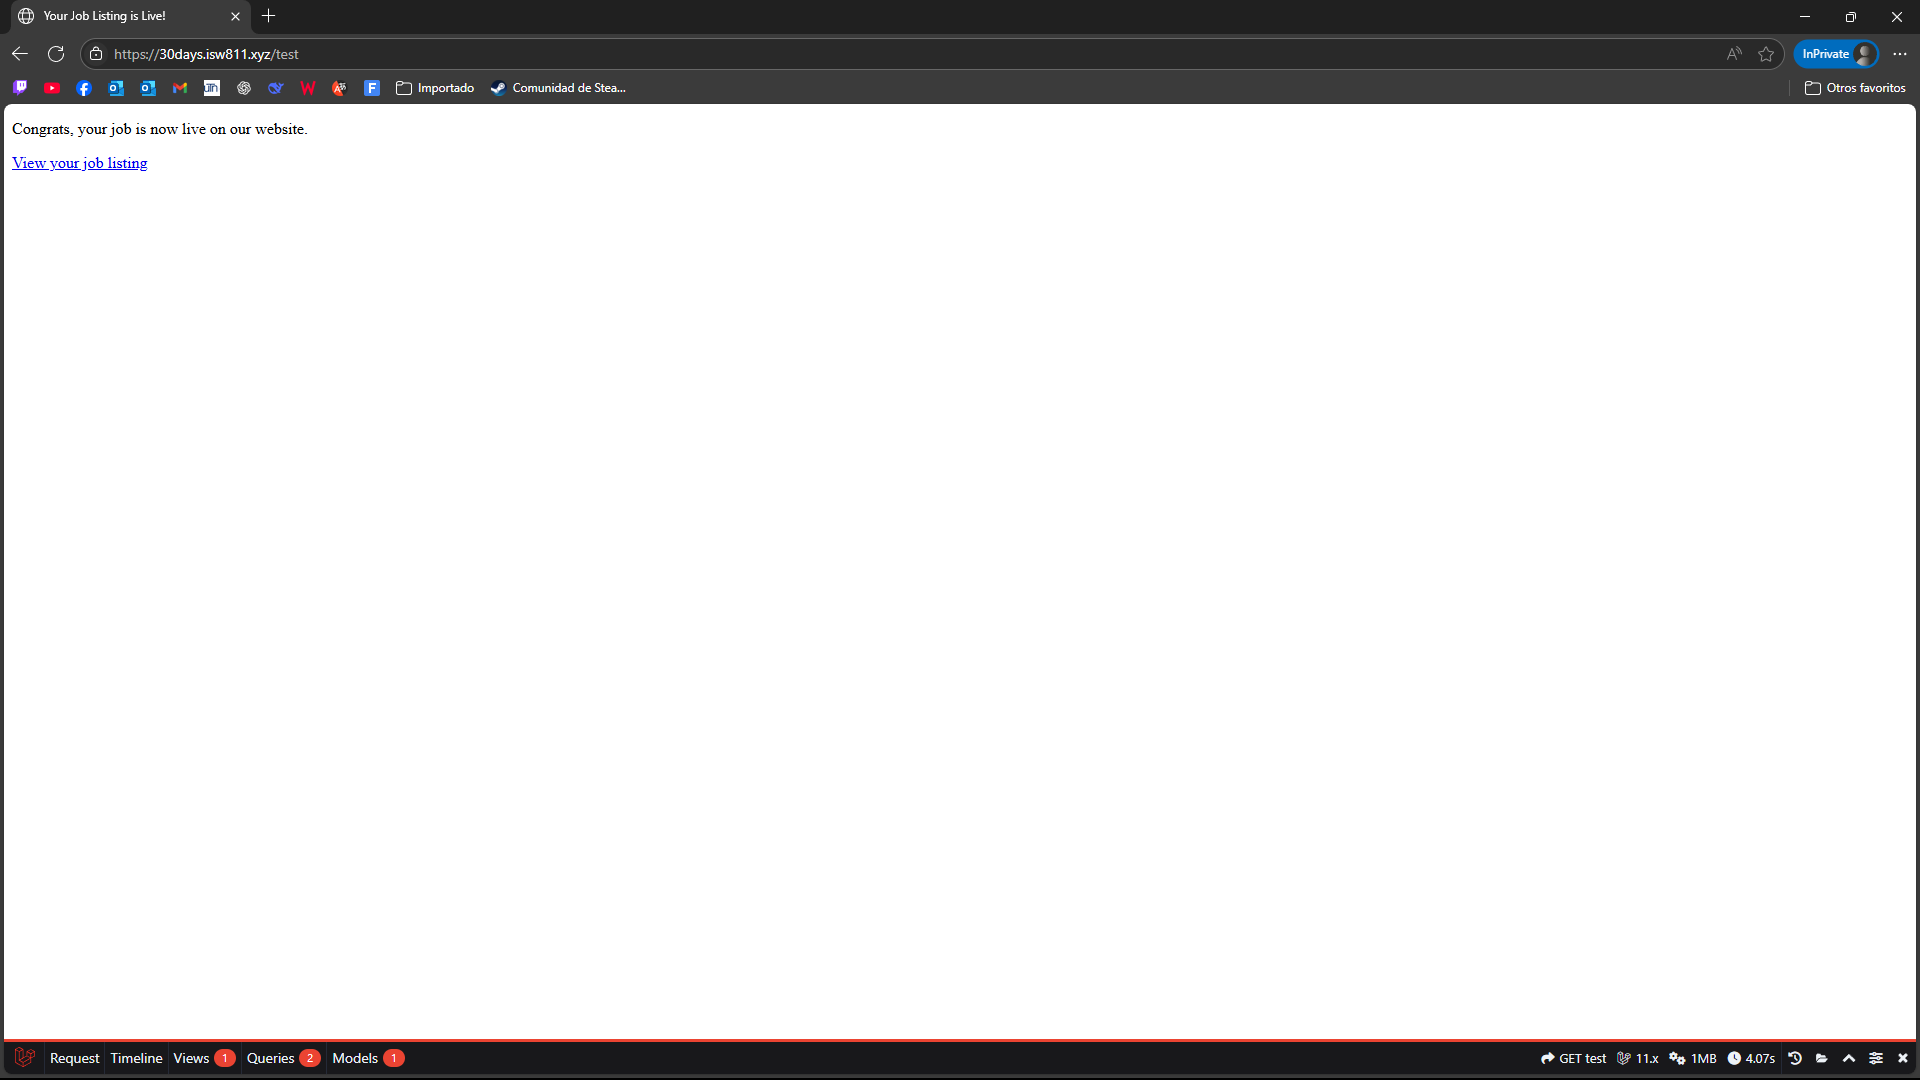 Your Job Listing is Live!
https://30days.isw811.xyz/test
InPrivate
Importado
Comunidad de Stea...
Otros favoritos
Congrats, your job is now live on our website.
View your job listing
Request Timeline Views 1 Queries 2 Models 1 GET test 11.x 1MB 4.07s